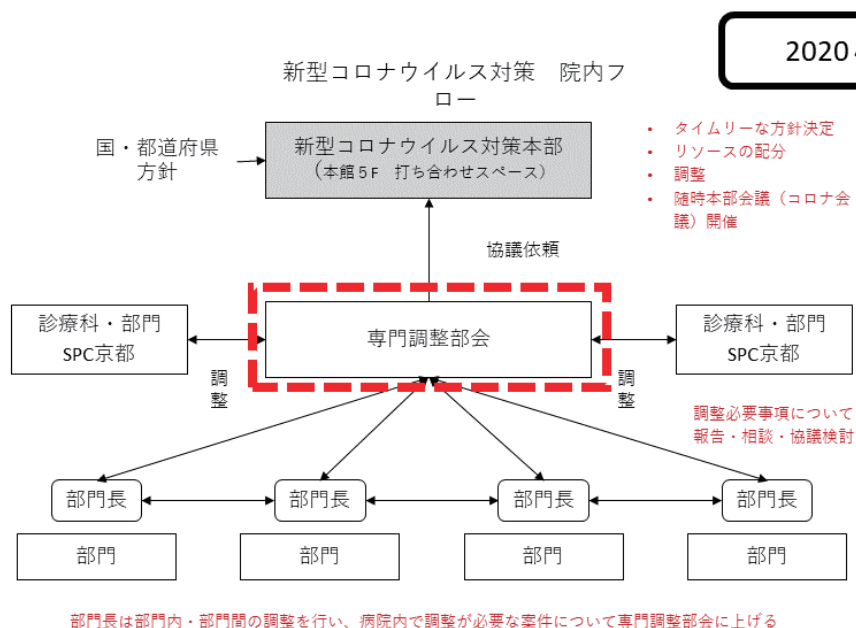 2020
新型コロナウイルス対策　院内フ
ロー
国・都道府県
方針
新型コロナウイルス対策本部
（本館５F　打ち合わせスペース）
• タイムリーな方針決定
• リソースの配分
• 調整
• 随時本部会議（コロナ会
議）開催
協議依頼
診療科・部門
SPC京都
専門調整部会
診療科・部門
SPC京都
調
整
調
整
調整必要事項について
報告・相談・協議検討
部門長
部門長
部門長
部門長
部門
部門
部門
部門
部門長は部門内・部門間の調整を行い、病院内で調整が必要な案件について専門調整部会に上げる